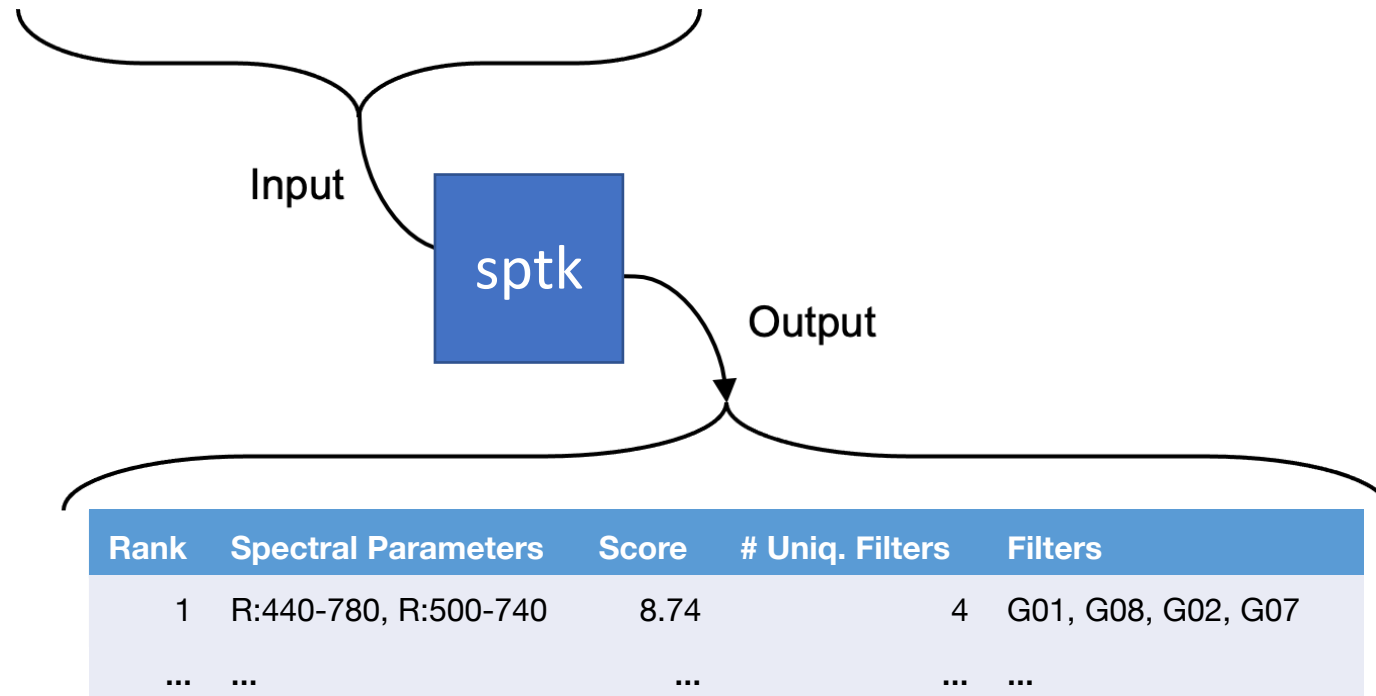 Input
sptk
Output
Rank Spectral Parameters Score # Uniq. Filters Filters
1 R:440-780, R:500-740 8.74 4 G01, G08, G02, G07
... ... ... ... ...